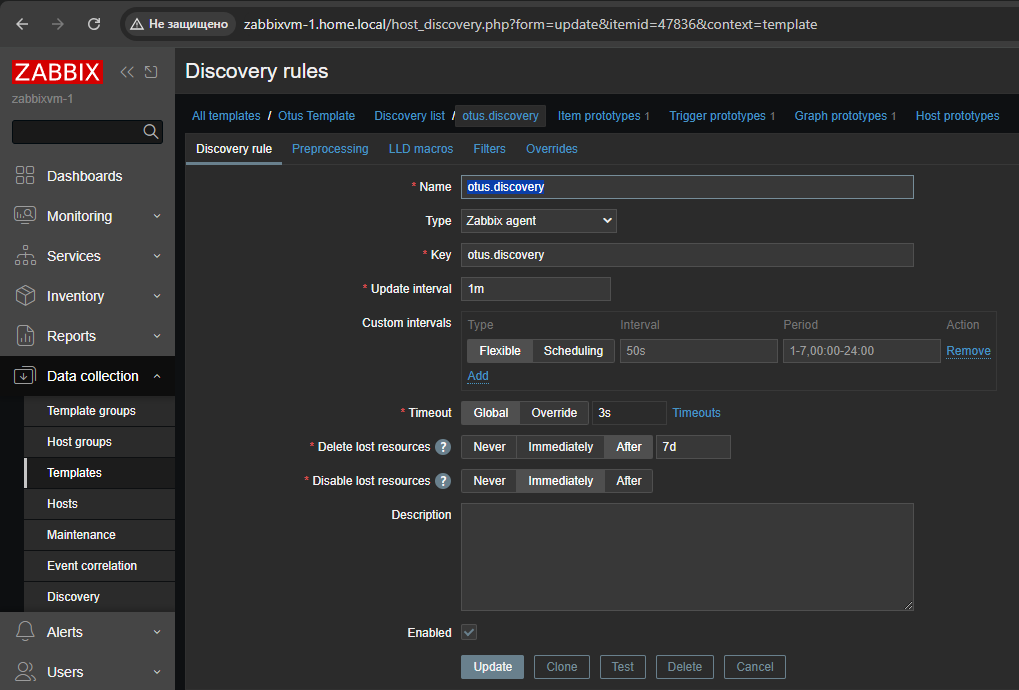 Не защищено zabbixvm-1.home.local/host_discovery.php?form=update&itemid=47836&context=template
ZABBIX
zabbixvm-1
Dashboards
Monitoring
Services
Inventory
Reports
Data collection
Template groups
Host groups
Templates
Hosts
Maintenance
Event correlation
Discovery
Alerts
Users
Discovery rules
All templates / Otus Template Discovery list / otus.discovery Item prototypes 1 Trigger prototypes 1 Graph prototypes 1 Host prototypes
Discovery rule Preprocessing LLD macros Filters Overrides
* Name otus.discovery
Type Zabbix agent
* Key otus.discovery
* Update interval 1m
Custom intervals Type Interval Period Action
Flexible Scheduling 50s 1-7,00:00-24:00 Remove
Add
* Timeout Global Override 3s Timeouts
* Delete lost resources ? Never Immediately After 7d
* Disable lost resources ? Never Immediately After
Description
Enabled
Update Clone Test Delete Cancel